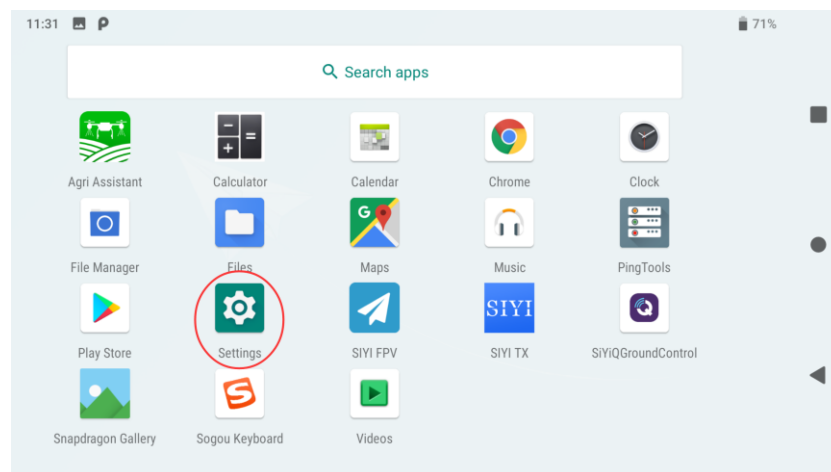 11:31
71%
Search apps
Agri Assistant
Calculator
Calendar
Chrome
Clock
File Manager
Files
G
Maps
Music
PingTools
SIYI
Play Store
Settings
SIYI FPV
SIYI TX
SiYiQGroundControl
Snapdragon Gallery
Sogou Keyboard
Videos